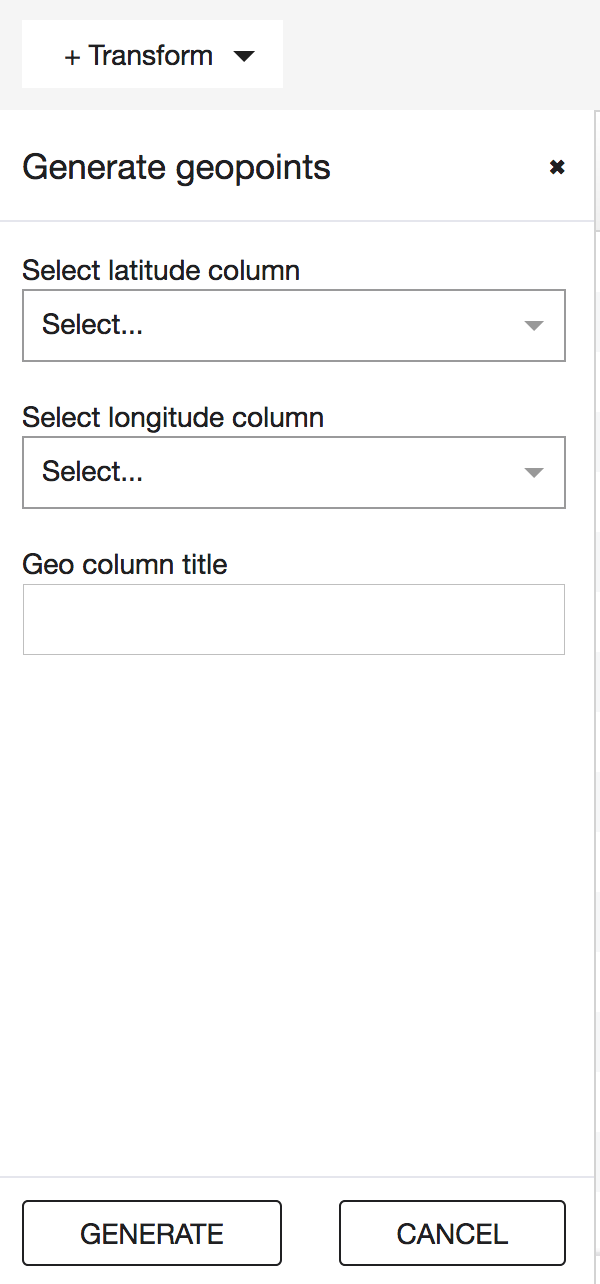 + Transform
Generate geopoints
Select latitude column
Select...
Select longitude column
Select...
Geo column title
GENERATE
CANCEL